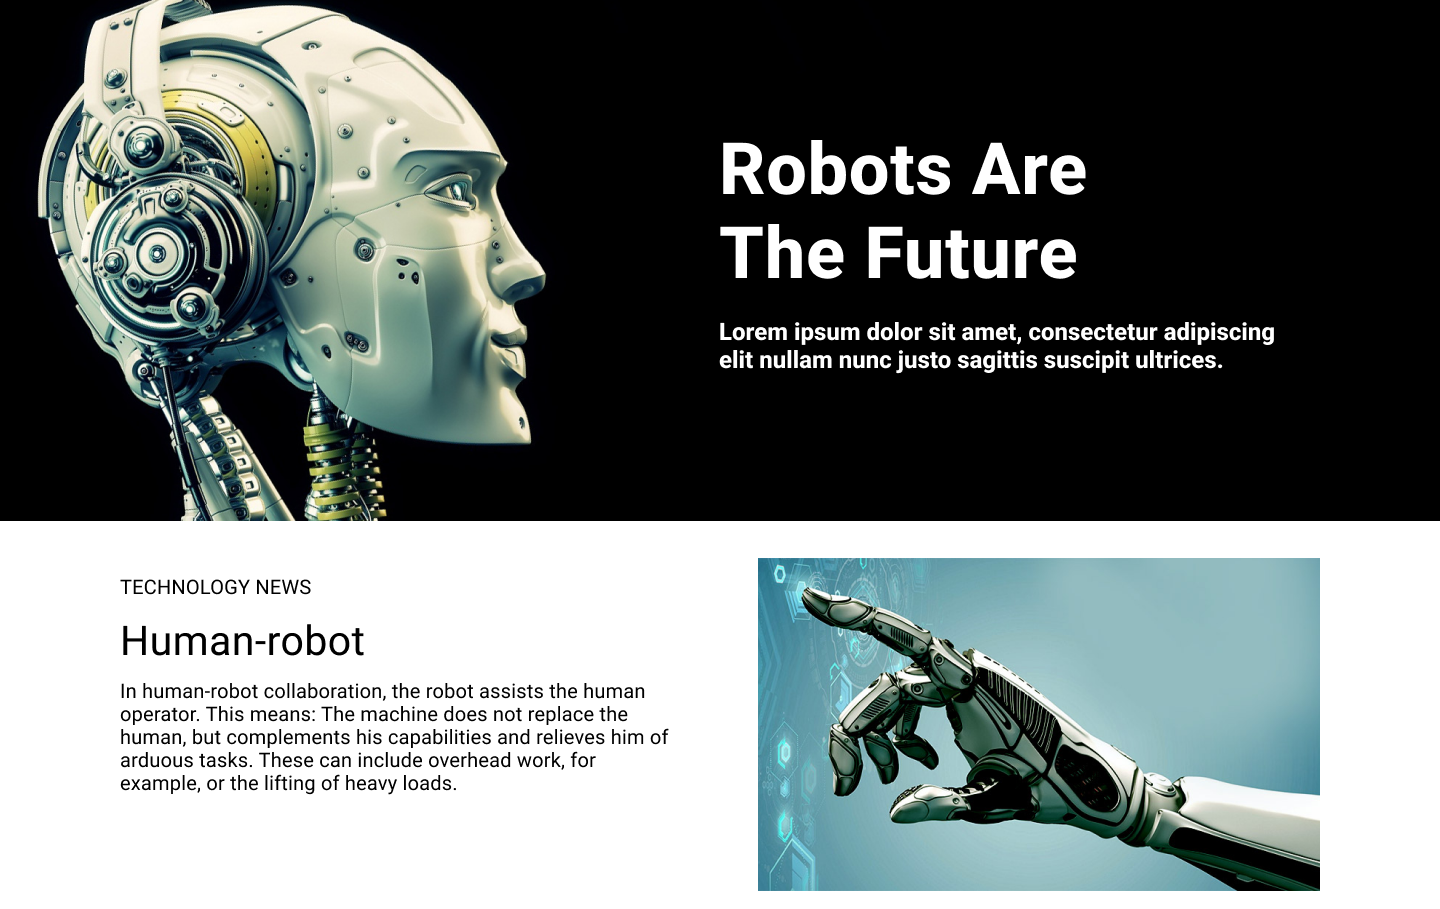 Robots Are
The Future
Lorem ipsum dolor sit amet, consectetur adipiscing
elit nullam nunc justo sagittis suscipit ultrices.
TECHNOLOGY NEWS
Human-robot
In human-robot collaboration, the robot assists the human
operator. This means: The machine does not replace the
human, but complements his capabilities and relieves him of
arduous tasks. These can include overhead work, for
example, or the lifting of heavy loads.